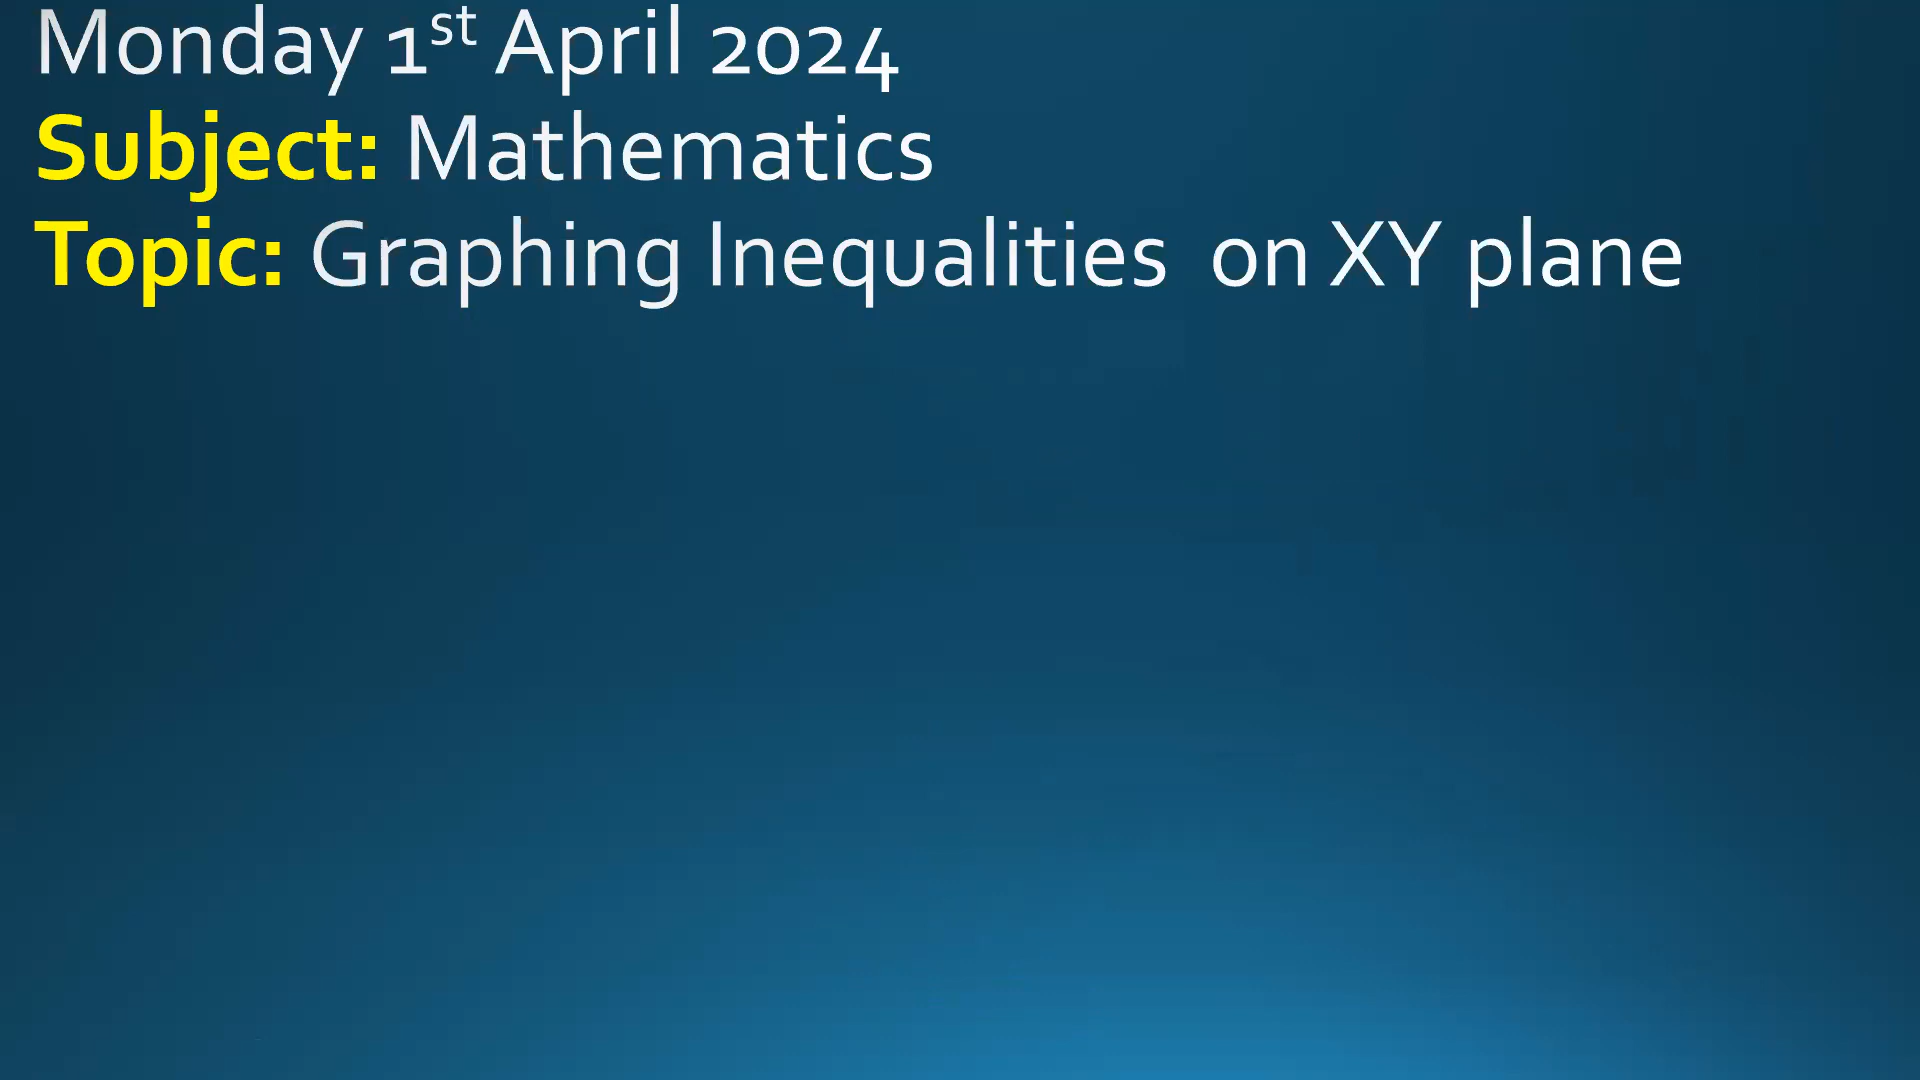 Monday 1st April 2024
Subject: Mathematics
Topic: Graphing Inequalities  on XY plane